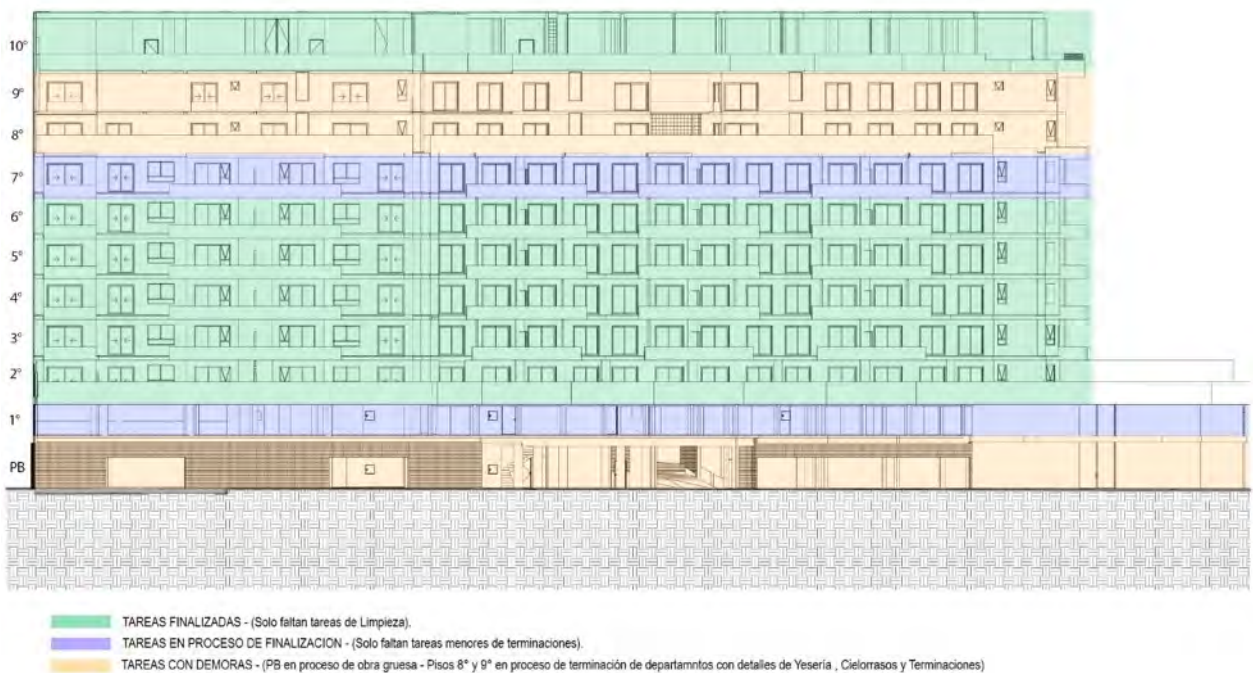 10°
9°
8°
7°
6°
5°
4°
3°
2°
1°
PB
TAREAS FINALIZADAS - (Solo faltan tareas de Limpieza).
TAREAS EN PROCESO DE FINALIZACION - (Solo faltan tareas menores de terminaciones).
TAREAS CON DEMORAS - (PB en proceso de obra gruesa - Pisos 8° y 9° en proceso de terminación de departamntos con detalles de Yesería , Cielorrasos y Terminaciones)